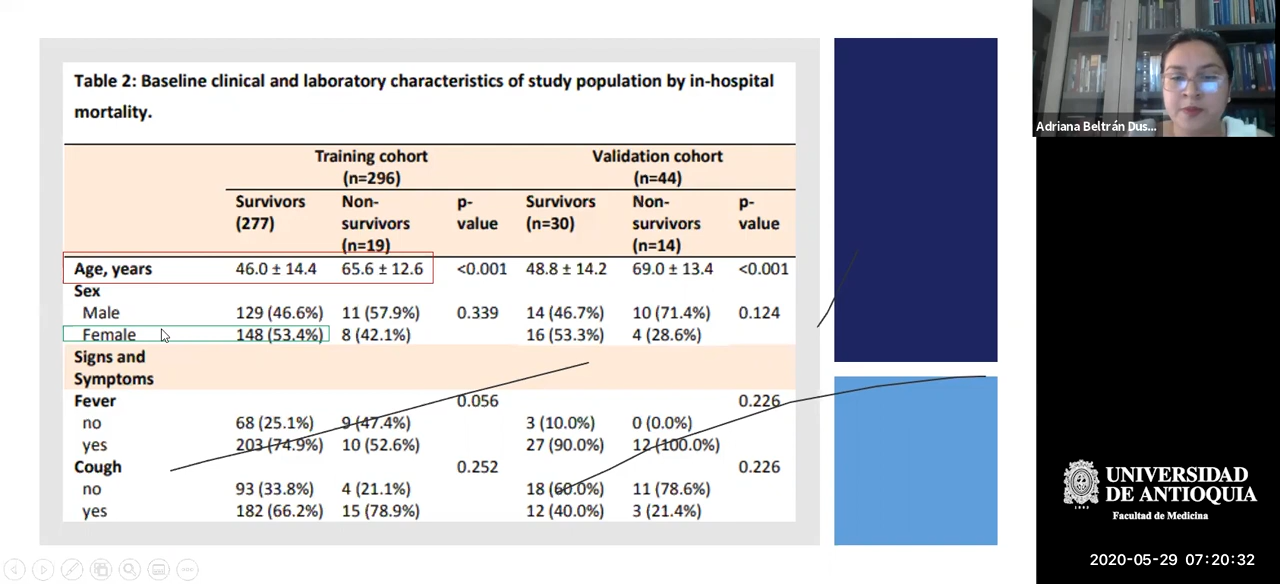 Table 2: Baseline clinical and laboratory characteristics of study population by in-hospital
mortality.
Training cohort
(n=296)
Validation cohort
(n=44)
Survivors
(277)
Non-
survivors
(n=19)
p-
value
Survivors
(n=30)
Non-
survivors
(n=14)
p-
value
Age, years 46.0 ± 14.4 65.6 ± 12.6 <0.001 48.8 ± 14.2 69.0 ± 13.4 <0.001
Sex
Male 129 (46.6%) 11 (57.9%) 0.339 14 (46.7%) 10 (71.4%) 0.124
Female 148 (53.4%) 8 (42.1%) 16 (53.3%) 4 (28.6%)
Signs and
Symptoms
Fever 0.056 0.226
no 68 (25.1%) 9 (47.4%) 3 (10.0%) 0 (0.0%)
yes 203 (74.9%) 10 (52.6%) 27 (90.0%) 12 (100.0%)
Cough 0.252 0.226
no 93 (33.8%) 4 (21.1%) 18 (60.0%) 11 (78.6%)
yes 182 (66.2%) 15 (78.9%) 12 (40.0%) 3 (21.4%)
Adriana Beltrán Dus...
UNIVERSIDAD
DE ANTIOQUIA
1803
Facultad de Medicina
2020-05-29 07:20:32